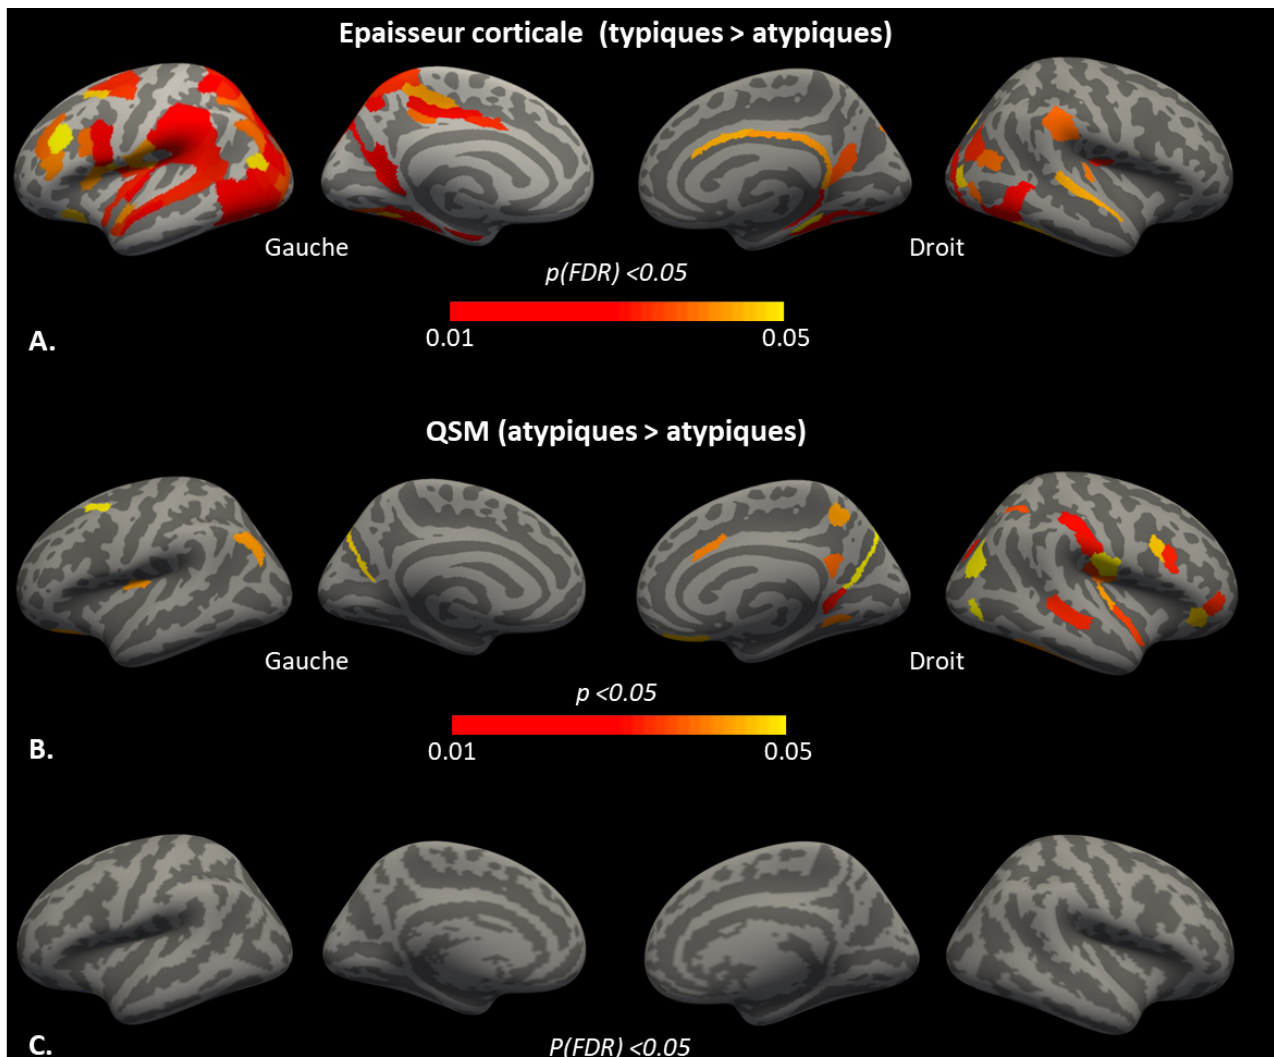 Epaisseur corticale (typiques > atypiques)
Gauche
Droit
p(FDR) <0.05
0.01
0.05
A.
QSM (atypiques > atypiques)
Gauche
Droit
p <0.05
0.01
0.05
B.
C.
P(FDR) <0.05